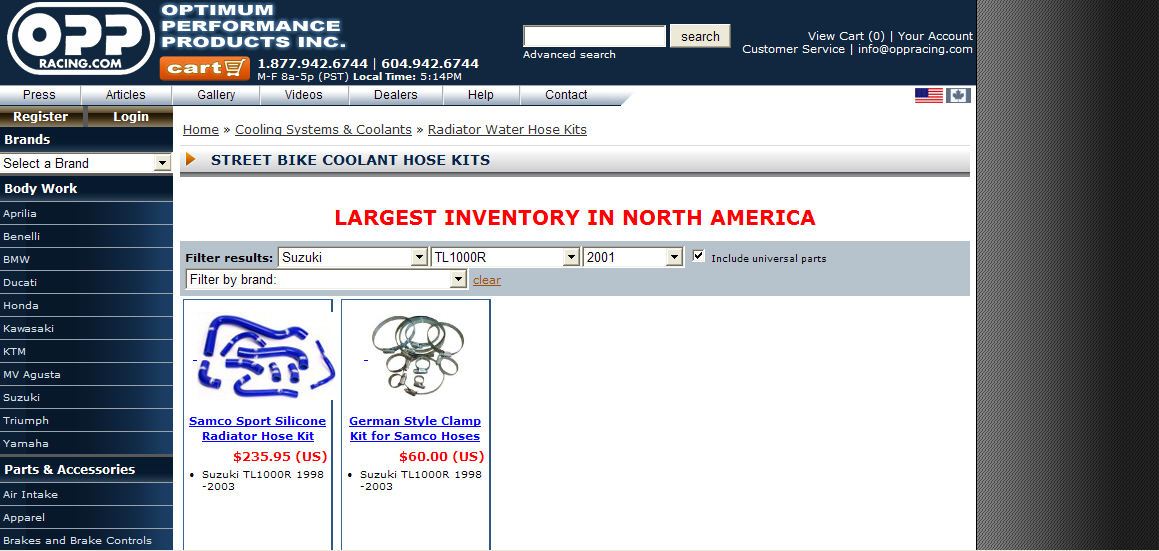 OPP
RACING.COM
OPTIMUM
PERFORMANCE
PRODUCTS INC.
cart
1.877.942.6744 | 604.942.6744
M-F 8a-5p (PST) Local Time: 5:14PM
search
Advanced search
View Cart (0) | Your Account
Customer Service | info@oppracing.com
Press Articles Gallery Videos Dealers Help Contact
Register Login
Brands
Select a Brand
Body Work
Aprilia
Benelli
BMW
Ducati
Honda
Kawasaki
KTM
MV Agusta
Suzuki
Triumph
Yamaha
Parts & Accessories
Air Intake
Apparel
Brakes and Brake Controls
Home » Cooling Systems & Coolants » Radiator Water Hose Kits
STREET BIKE COOLANT HOSE KITS
LARGEST INVENTORY IN NORTH AMERICA
Filter results: Suzuki TL1000R 2001 Include universal parts
Filter by brand: clear
Samco Sport Silicone
Radiator Hose Kit
$235.95 (US)
• Suzuki TL1000R 1998
-2003
German Style Clamp
Kit for Samco Hoses
$60.00 (US)
• Suzuki TL1000R 1998
-2003